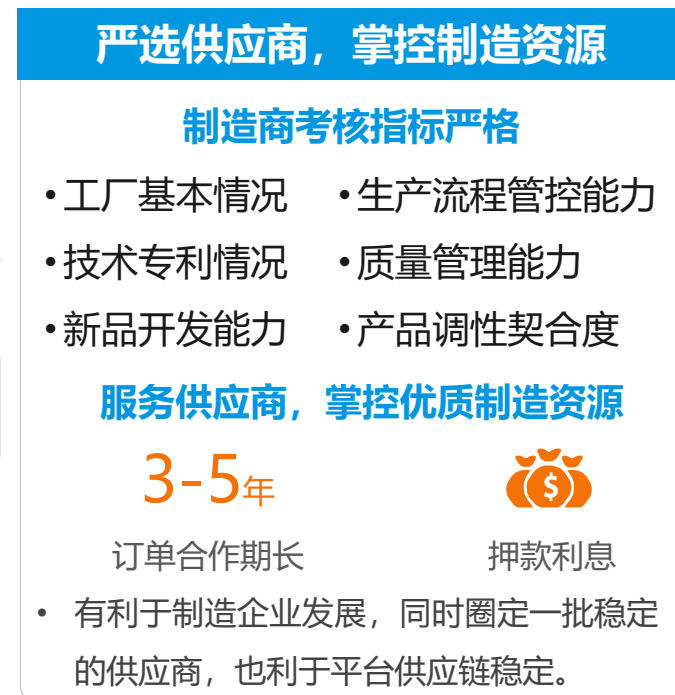 严选供应商，掌控制造资源
制造商考核指标严格
•工厂基本情况 •生产流程管控能力
•技术专利情况 •质量管理能力
•新品开发能力 •产品调性契合度
服务供应商，掌控优质制造资源
3-5年
$
订单合作期长 押款利息
• 有利于制造企业发展，同时圈定一批稳定
的供应商，也利于平台供应链稳定。